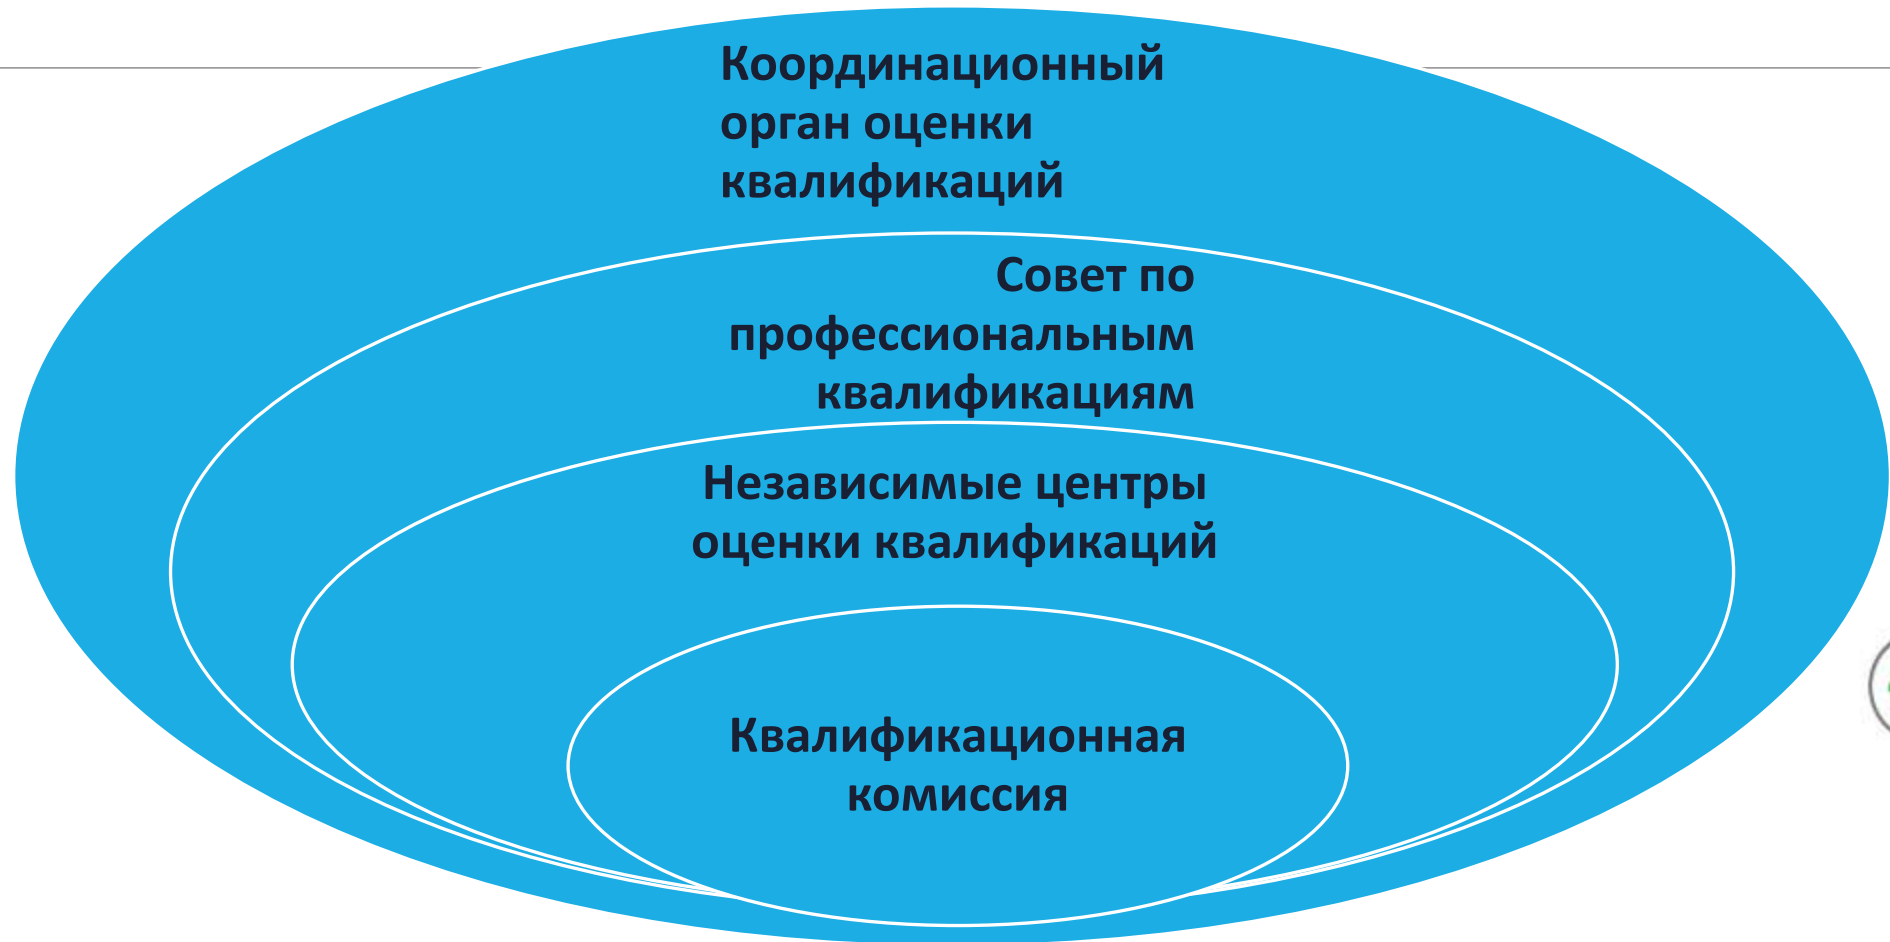 Координационный
орган оценки
квалификаций
Совет по
профессиональным
квалификациям
Независимые центры
оценки квалификаций
Квалификационная
комиссия